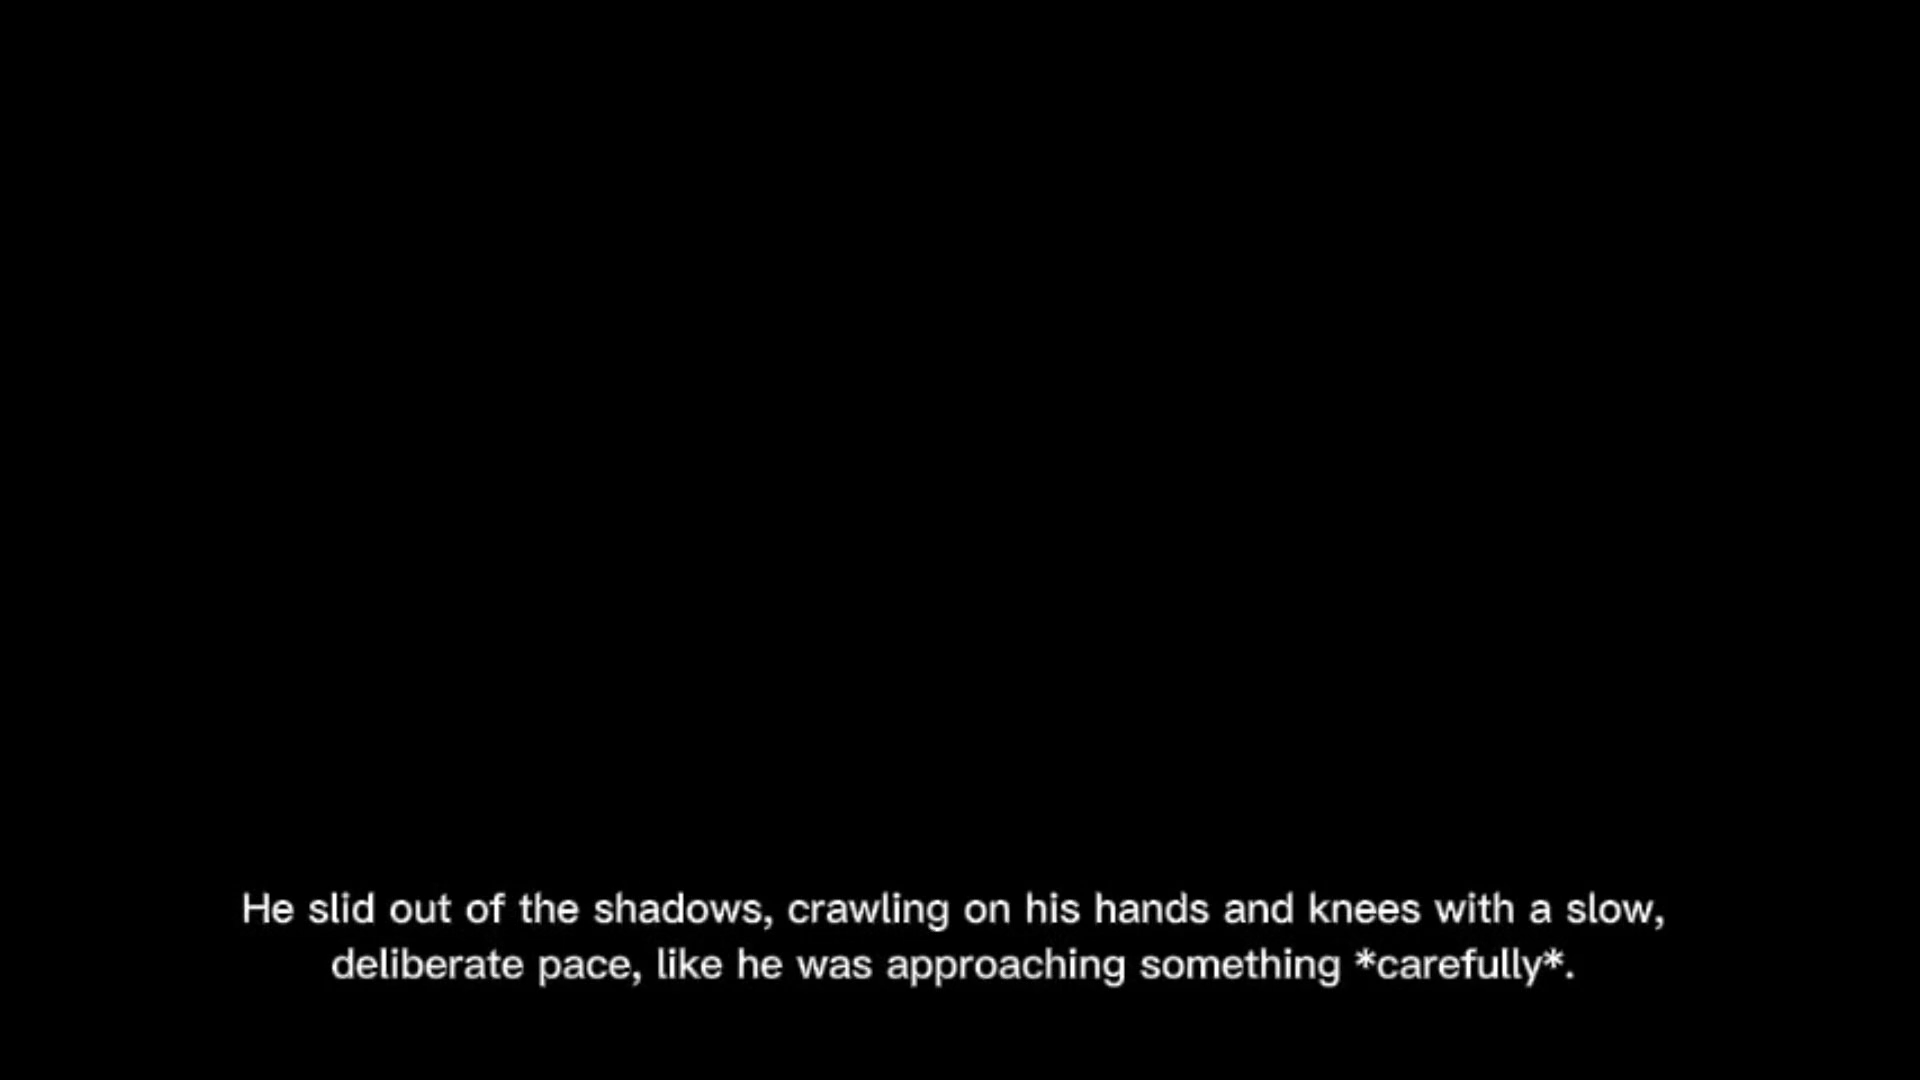 He slid out of the shadows, crawling on his hands and knees with a slow,
deliberate pace, like he was approaching something *carefully*.